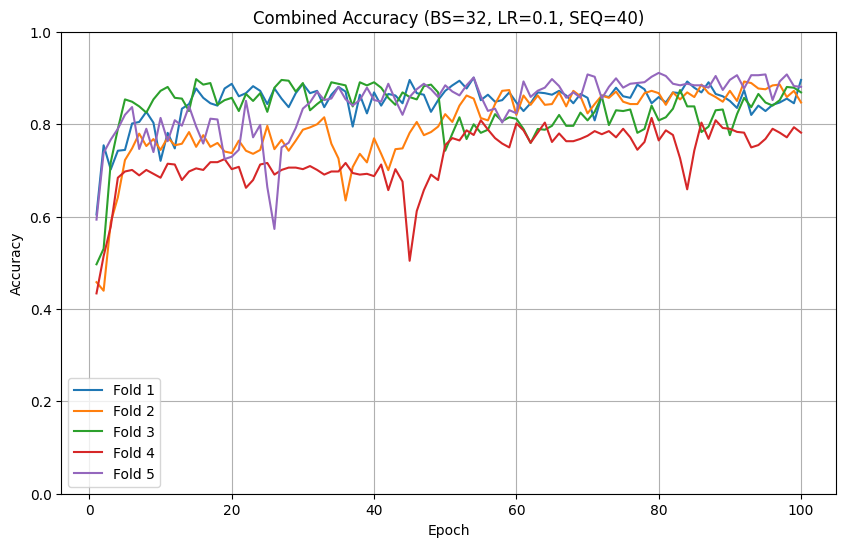 Combined Accuracy (BS=32, LR=0.1, SEQ=40)
1.0
0.8
0.6
0.4
0.2
0.0
Accuracy
Fold 1
Fold 2
Fold 3
Fold 4
Fold 5
0 20 40 60 80 100
Epoch